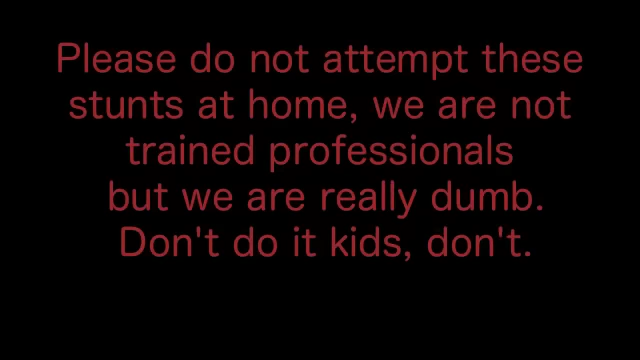 Please do not attempt these
stunts at home, we are not
trained professionals
but we are really dumb.
Don't do it kids, don't.